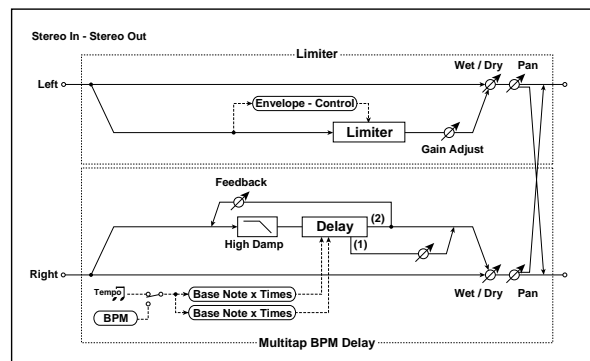 Stereo In - Stereo Out
Limiter
Wet / Dry
Pan
Left
Envelope - Control
Limiter
Gain Adjust
Feedback
Delay
(2)
High Damp
(1)
Right
Tempo
Base Note x Times
BPM
Base Note x Times
Wet / Dry
Pan
Multitap BPM Delay